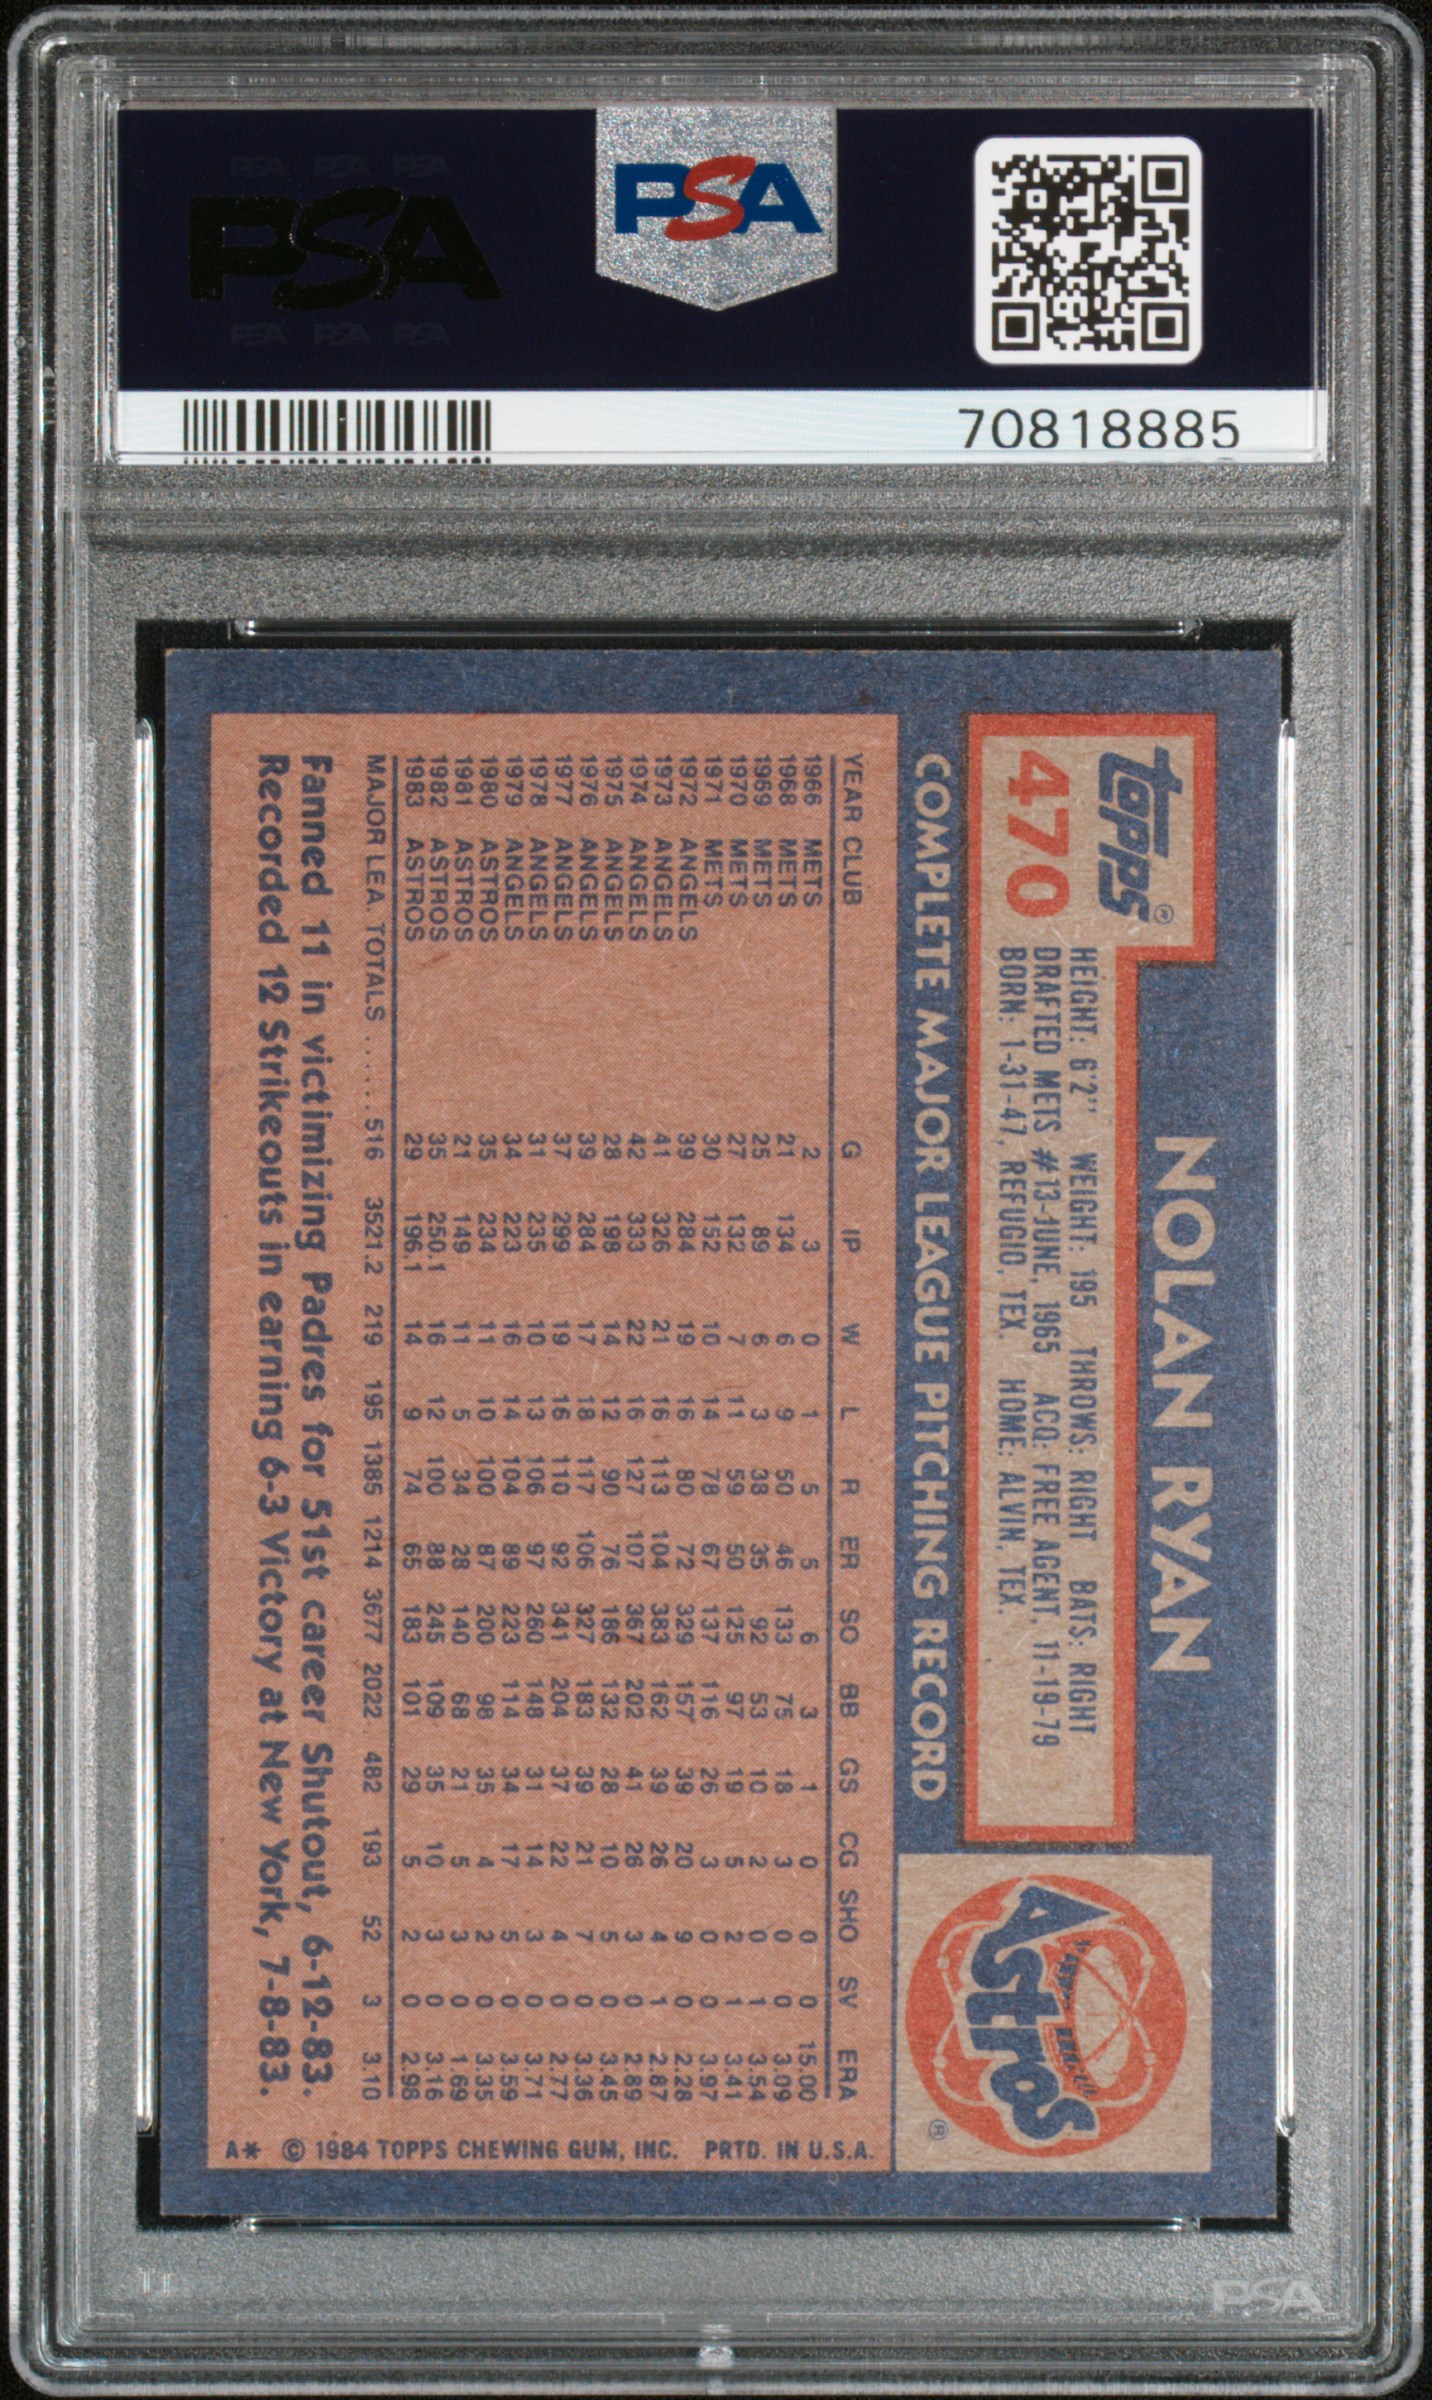 PSA PSA PSA
PSA
PSA PSA PSA
PSA
70818885
topps®
470
NOLAN RYAN
HEIGHT: 6'2" WEIGHT: 195 THROWS: RIGHT BATS: RIGHT
DRAFTED METS #13-JUNE, 1965 ACQ: FREE AGENT, 11-19-79
BORN: 1-31-47, REFUGIO, TEX. HOME: ALVIN, TEX.
Astros
®
COMPLETE MAJOR LEAGUE PITCHING RECORD
YEAR CLUB G IP W L R ER SO BB GS CG SHO SV ERA
1966 METS 2 3 0 1 5 5 6 3 1 0 0 0 15.00
1968 METS 21 134 6 9 50 46 133 75 18 3 0 0 3.09
1969 METS 25 89 6 3 38 35 92 53 10 2 0 1 3.54
1970 METS 27 132 7 11 59 50 125 97 19 5 2 1 3.41
1971 METS 30 152 10 14 78 67 137 116 26 3 0 0 3.97
1972 ANGELS 39 284 19 16 80 72 329 157 39 20 9 0 2.28
1973 ANGELS 41 326 21 16 113 104 383 162 39 26 4 1 2.87
1974 ANGELS 42 333 22 16 127 107 367 202 41 26 3 0 2.89
1975 ANGELS 28 198 14 12 90 76 186 132 28 10 5 0 3.45
1976 ANGELS 39 284 17 18 117 106 327 183 39 21 7 0 3.36
1977 ANGELS 37 299 19 16 110 92 341 204 37 22 4 0 2.77
1978 ANGELS 31 235 10 13 106 97 260 148 31 14 3 0 3.71
1979 ANGELS 34 223 16 14 104 89 223 114 34 17 5 0 3.59
1980 ASTROS 35 234 11 10 100 87 200 98 35 4 2 0 3.35
1981 ASTROS 21 149 11 5 34 28 140 68 21 5 3 0 1.69
1982 ASTROS 35 250.1 16 12 100 88 245 109 35 10 3 0 3.16
1983 ASTROS 29 196.1 14 9 74 65 183 101 29 5 2 0 2.98
MAJOR LEA. TOTALS ......516 3521.2 219 195 1385 1214 3677 2022 482 193 52 3 3.10
Fanned 11 in victimizing Padres for 51st career Shutout, 6-12-83.
Recorded 12 Strikeouts in earning 6-3 Victory at New York, 7-8-83.
A* © 1984 TOPPS CHEWING GUM, INC. PRTD. IN U.S.A.
PSA